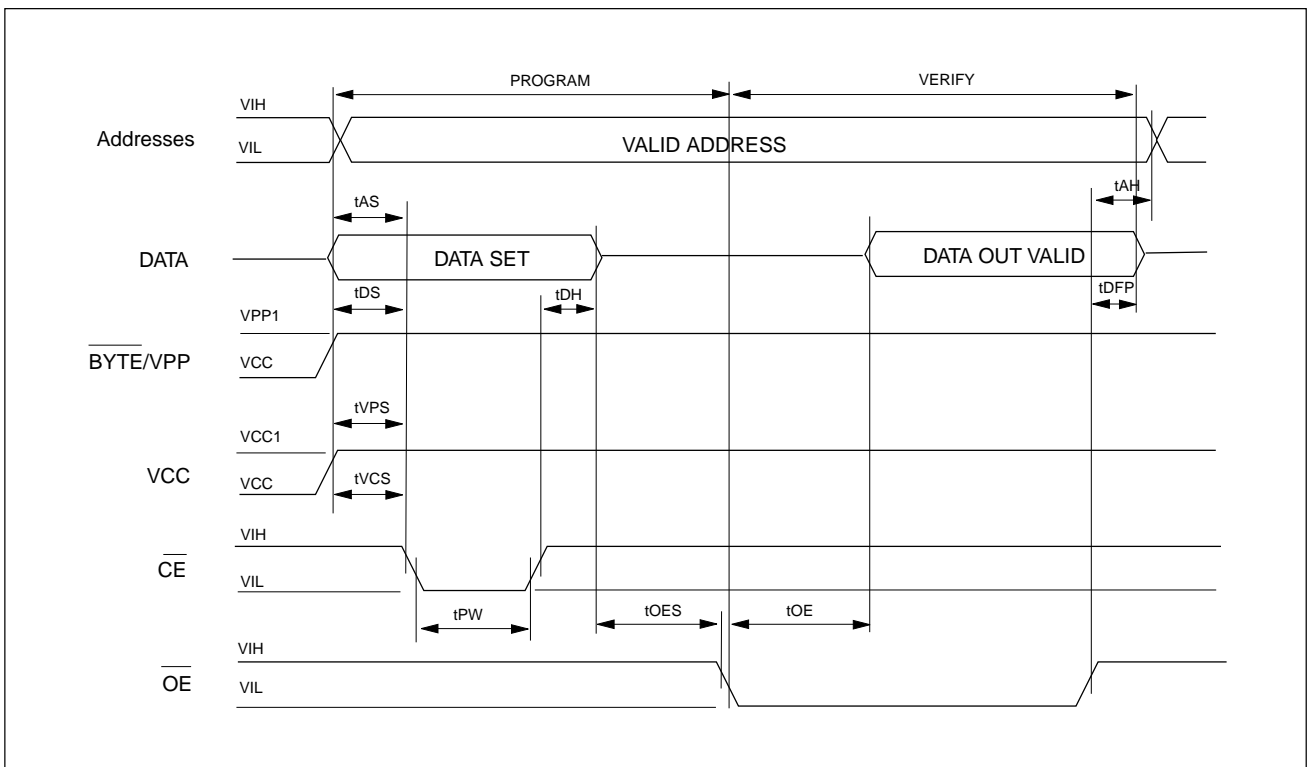 PROGRAM VERIFY
VIH
Addresses
VIL
VALID ADDRESS
tAS
tAH
DATA
DATA SET
DATA OUT VALID
tDS
tDH
tDFP
VPP1
BYTE/VPP
VCC
tVPS
VCC1
VCC
VCC
tVCS
VIH
CE
VIL
tPW
tOES
tOE
VIH
OE
VIL